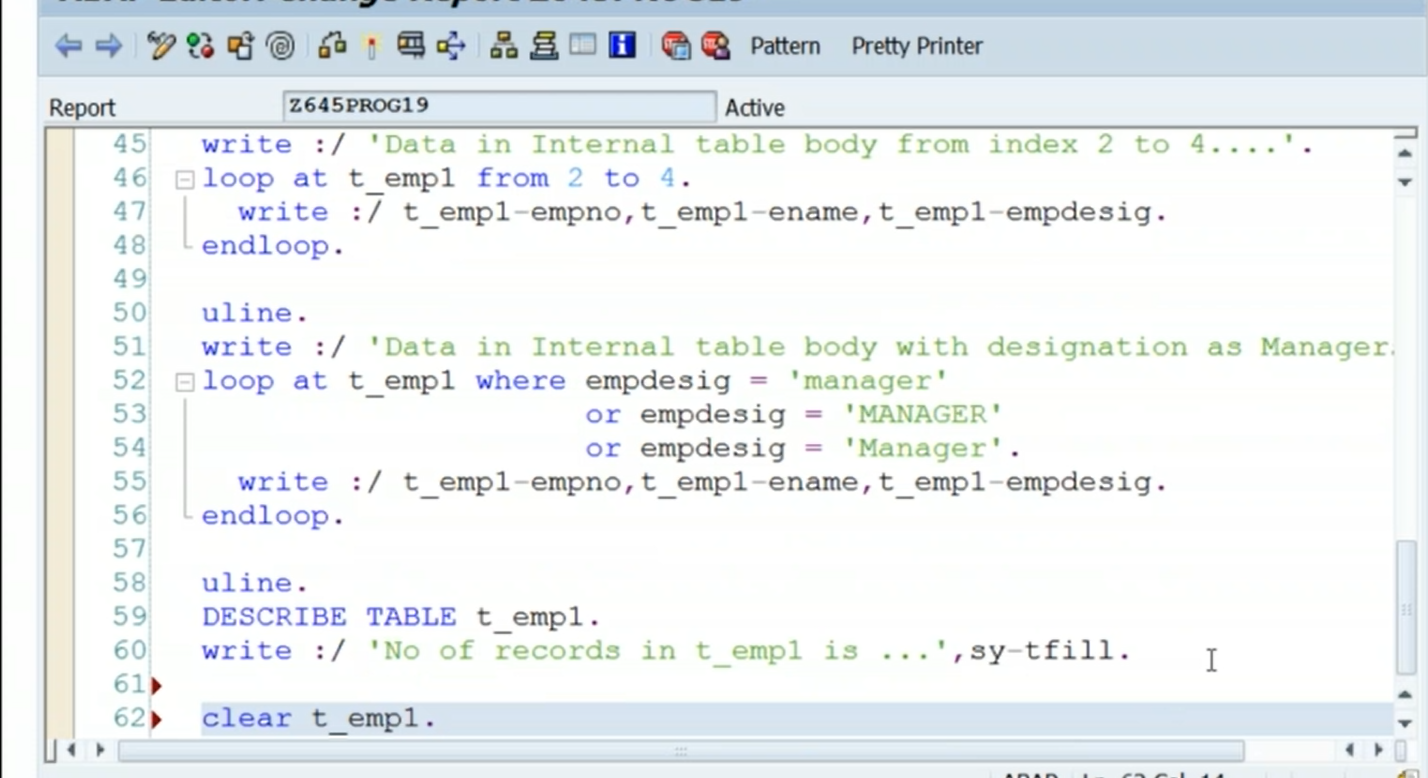 Pattern Pretty Printer
Report Z645PROG19 Active
45 write :/ 'Data in Internal table body from index 2 to 4....'.
46 loop at t_emp1 from 2 to 4.
47 write :/ t_emp1-empno,t_emp1-ename,t_emp1-empdesig.
48 endloop.
49
50 uline.
51 write :/ 'Data in Internal table body with designation as Manager.
52 loop at t_emp1 where empdesig = 'manager'
53 or empdesig = 'MANAGER'
54 or empdesig = 'Manager'.
55 write :/ t_emp1-empno,t_emp1-ename,t_emp1-empdesig.
56 endloop.
57
58 uline.
59 DESCRIBE TABLE t_emp1.
60 write :/ 'No of records in t_emp1 is ...',sy-tfill.
61
62 clear t_emp1.